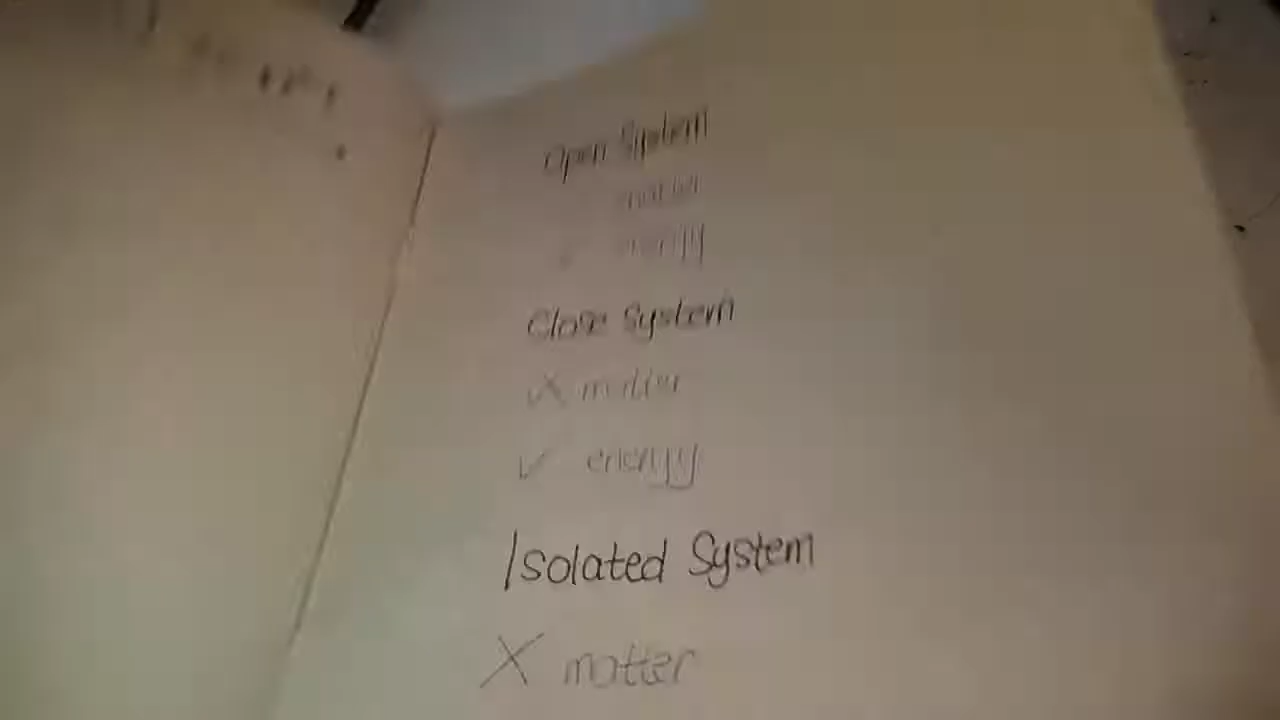 Open System
matter
✓ energy
Close System
✓ X matter
✓ energy
Isolated System
X matter